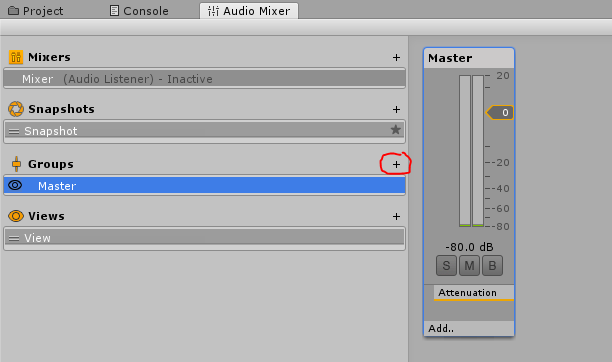 Project Console Audio Mixer
Mixers +
Mixer (Audio Listener) - Inactive
Snapshots +
Snapshot
Groups +
Master
Views +
View
Master
20
0
-20
-40
-60
-80
-80.0 dB
S M B
Attenuation
Add..